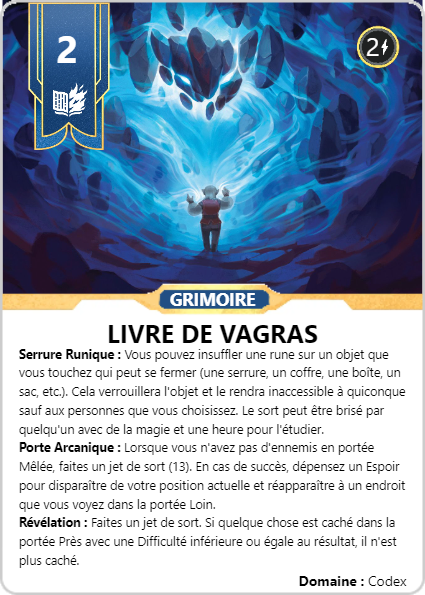 2
2
GRIMOIRE
LIVRE DE VAGRAS
Serrure Runique : Vous pouvez insuffler une rune sur un objet que
vous touchez qui peut se fermer (une serrure, un coffre, une boîte, un
sac, etc.). Cela verrouillera l'objet et le rendra inaccessible à quiconque
sauf aux personnes que vous choisissez. Le sort peut être brisé par
quelqu'un avec de la magie et une heure pour l'étudier.
Porte Arcanique : Lorsque vous n'avez pas d'ennemis en portée
Mêlée, faites un jet de sort (13). En cas de succès, dépensez un Espoir
pour disparaître de votre position actuelle et réapparaître à un endroit
que vous voyez dans la portée Loin.
Révélation : Faites un jet de sort. Si quelque chose est caché dans la
portée Près avec une Difficulté inférieure ou égale au résultat, il n'est
plus caché.
Domaine : Codex